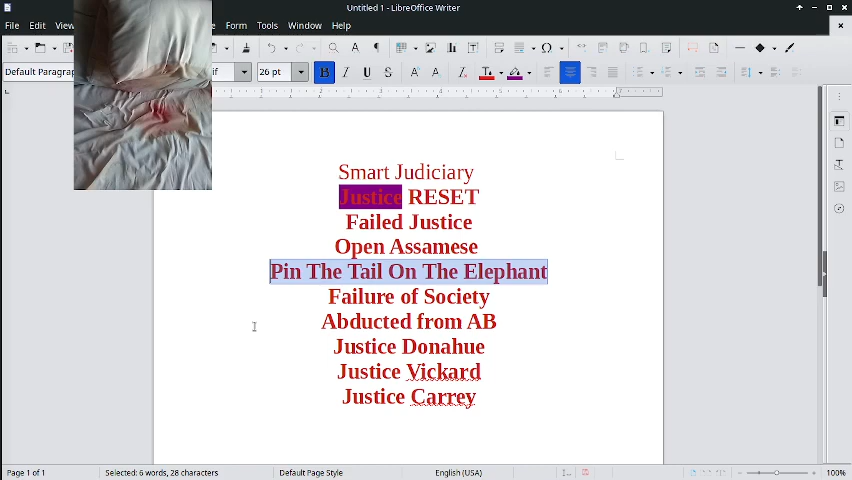 Untitled 1 - LibreOffice Writer
File Edit View Form Tools Window Help
Default Paragraph 26 pt
Smart Judiciary
Justice RESET
Failed Justice
Open Assamese
Pin The Tail On The Elephant
Failure of Society
Abducted from AB
Justice Donahue
Justice Vickard
Justice Carrey
Page 1 of 1 Selected: 6 words, 28 characters Default Page Style English (USA) 100%